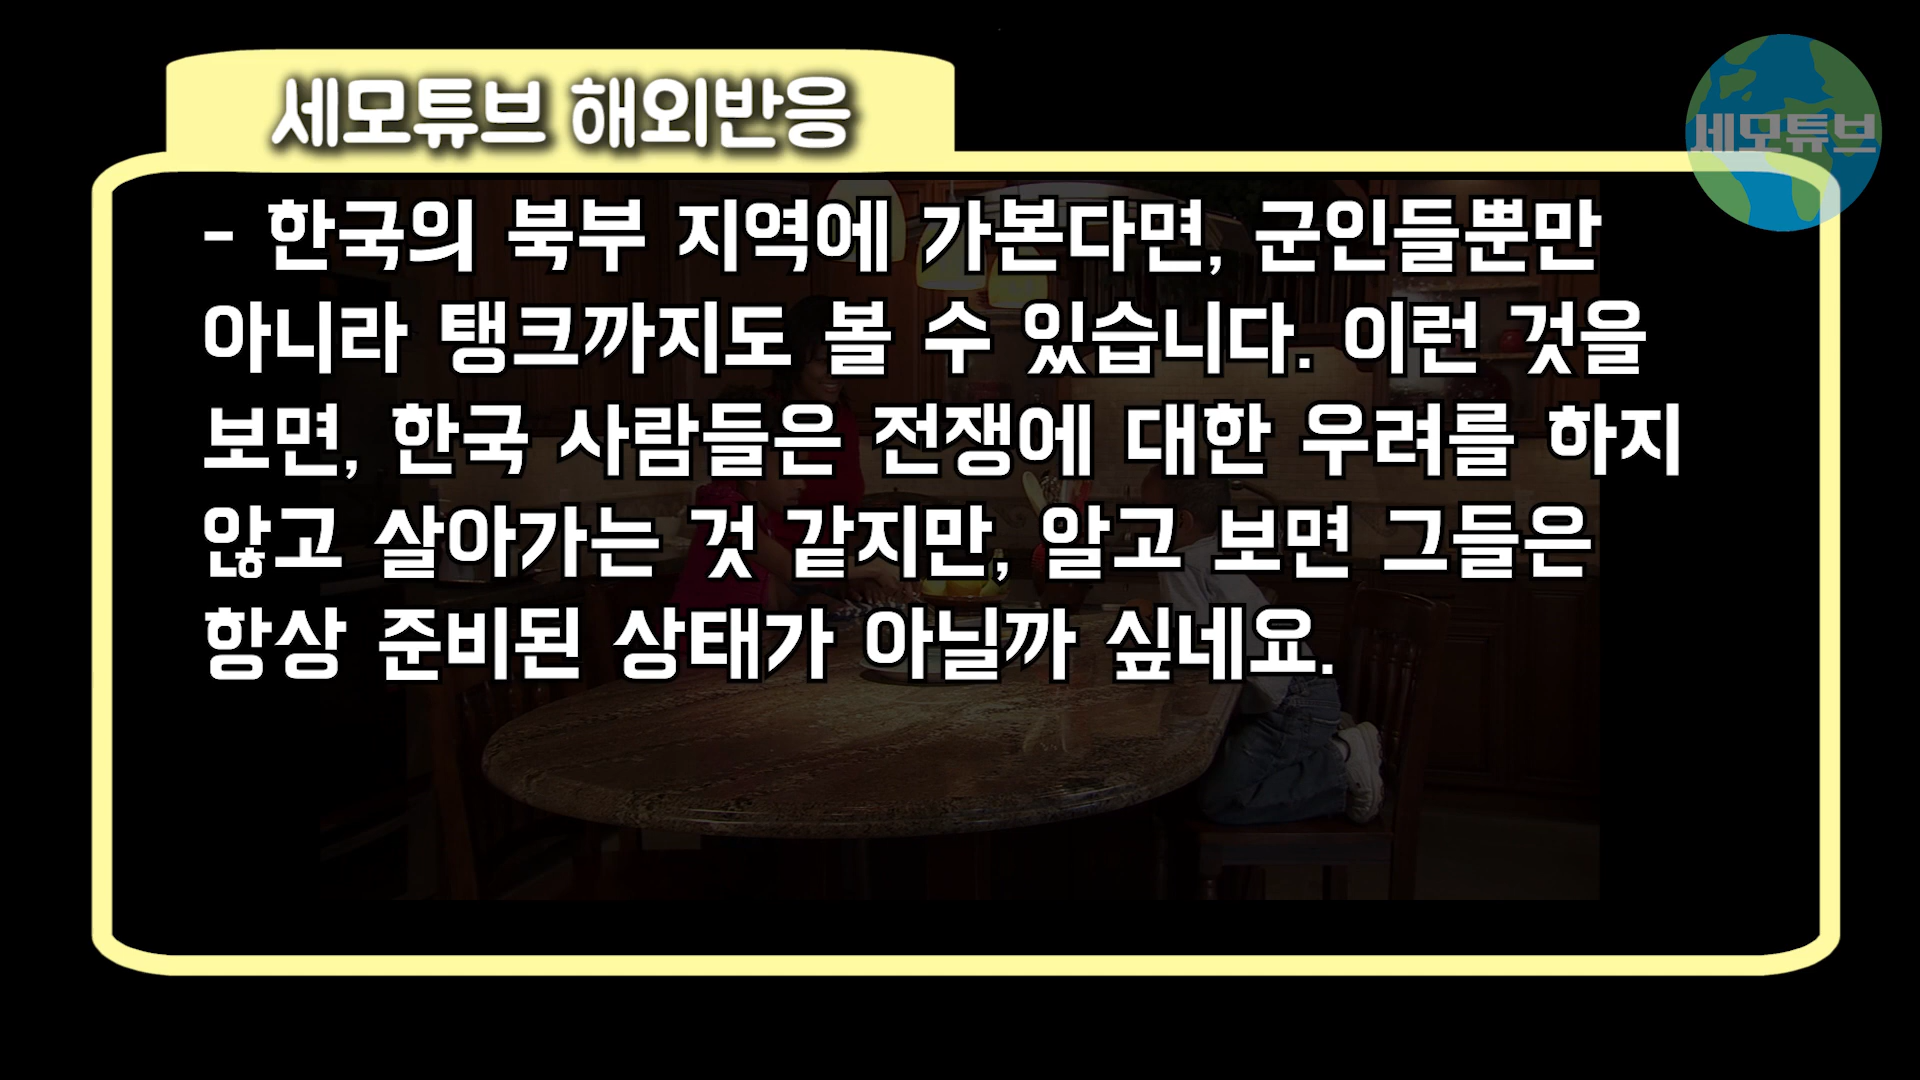 세모튜브 해외반응
세모튜브
- 한국의 북부 지역에 가본다면, 군인들뿐만
아니라 탱크까지도 볼 수 있습니다. 이런 것을
보면, 한국 사람들은 전쟁에 대한 우려를 하지
않고 살아가는 것 같지만, 알고 보면 그들은
항상 준비된 상태가 아닐까 싶네요.